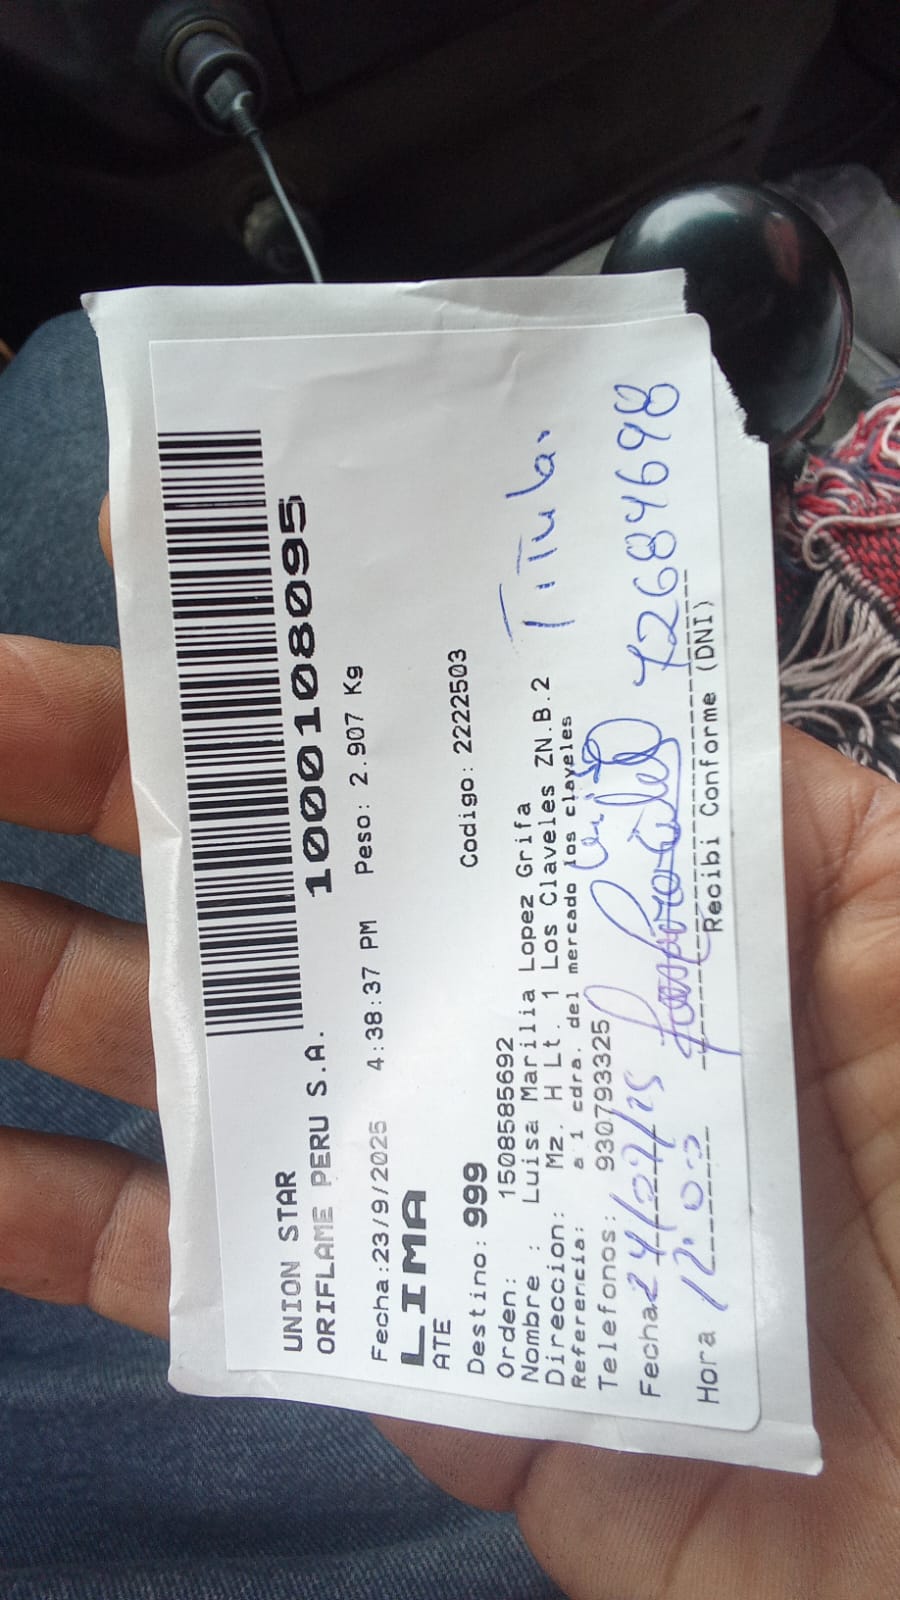 UNION STAR
ORIFLAME PERU S.A. 10001080895
Fecha:23/9/2025 4:38:37 PM Peso: 2.907 Kg
LIMA
ATE
Destino: 999 Codigo: 2222503
Orden: 1508585692
Nombre : Luisa Marilia Lopez Grifa
Direccion: Mz. H Lt. 1 Los Claveles ZN.B.2 Titular
Referencia: a 1 cdra. del mercado los claveles
Telefonos: 930793325
Fecha 24/09/25 42684698
Hora 12:03 Recibi Conforme (DNI)